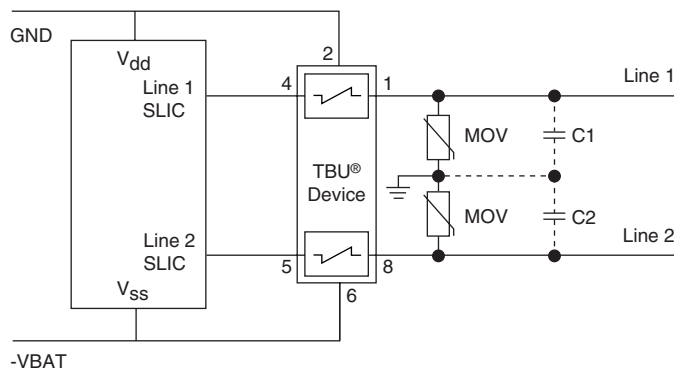 GND
2
Vdd
Line 1
SLIC
4
1
Line 1
MOV
C1
TBU®
Device
MOV
C2
Line 2
SLIC
5
8
Line 2
6
Vss
-VBAT